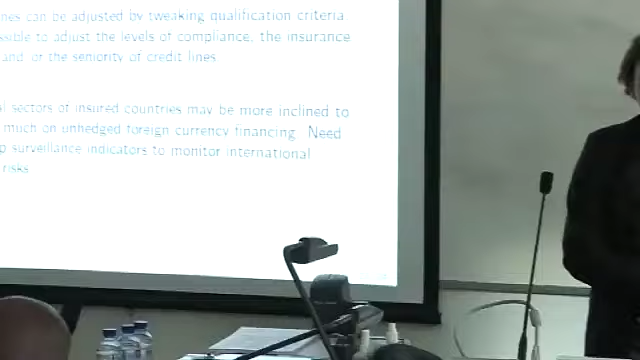 nes can be adjusted by tweaking qualification criteria
ssible to adjust the levels of compliance, the insurance
and or the seniority of credit lines
l sectors of insured countries may be more inclined to
much on unhedged foreign currency financing. Need
p surveillance indicators to monitor international
risks